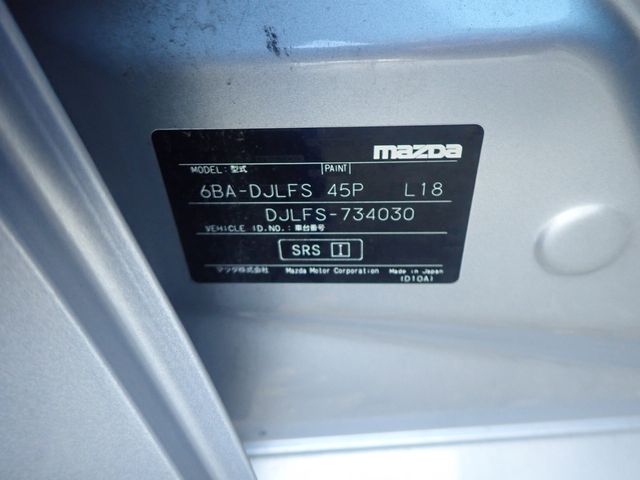 mazda
MODEL: 型式 PAINT
6BA-DJLFS 45P L18
DJLFS-734030
VEHICLE ID.NO.: 車台番号
SRS I
マツダ株式会社 Mazda Motor Corporation Made in Japan
(D10A)